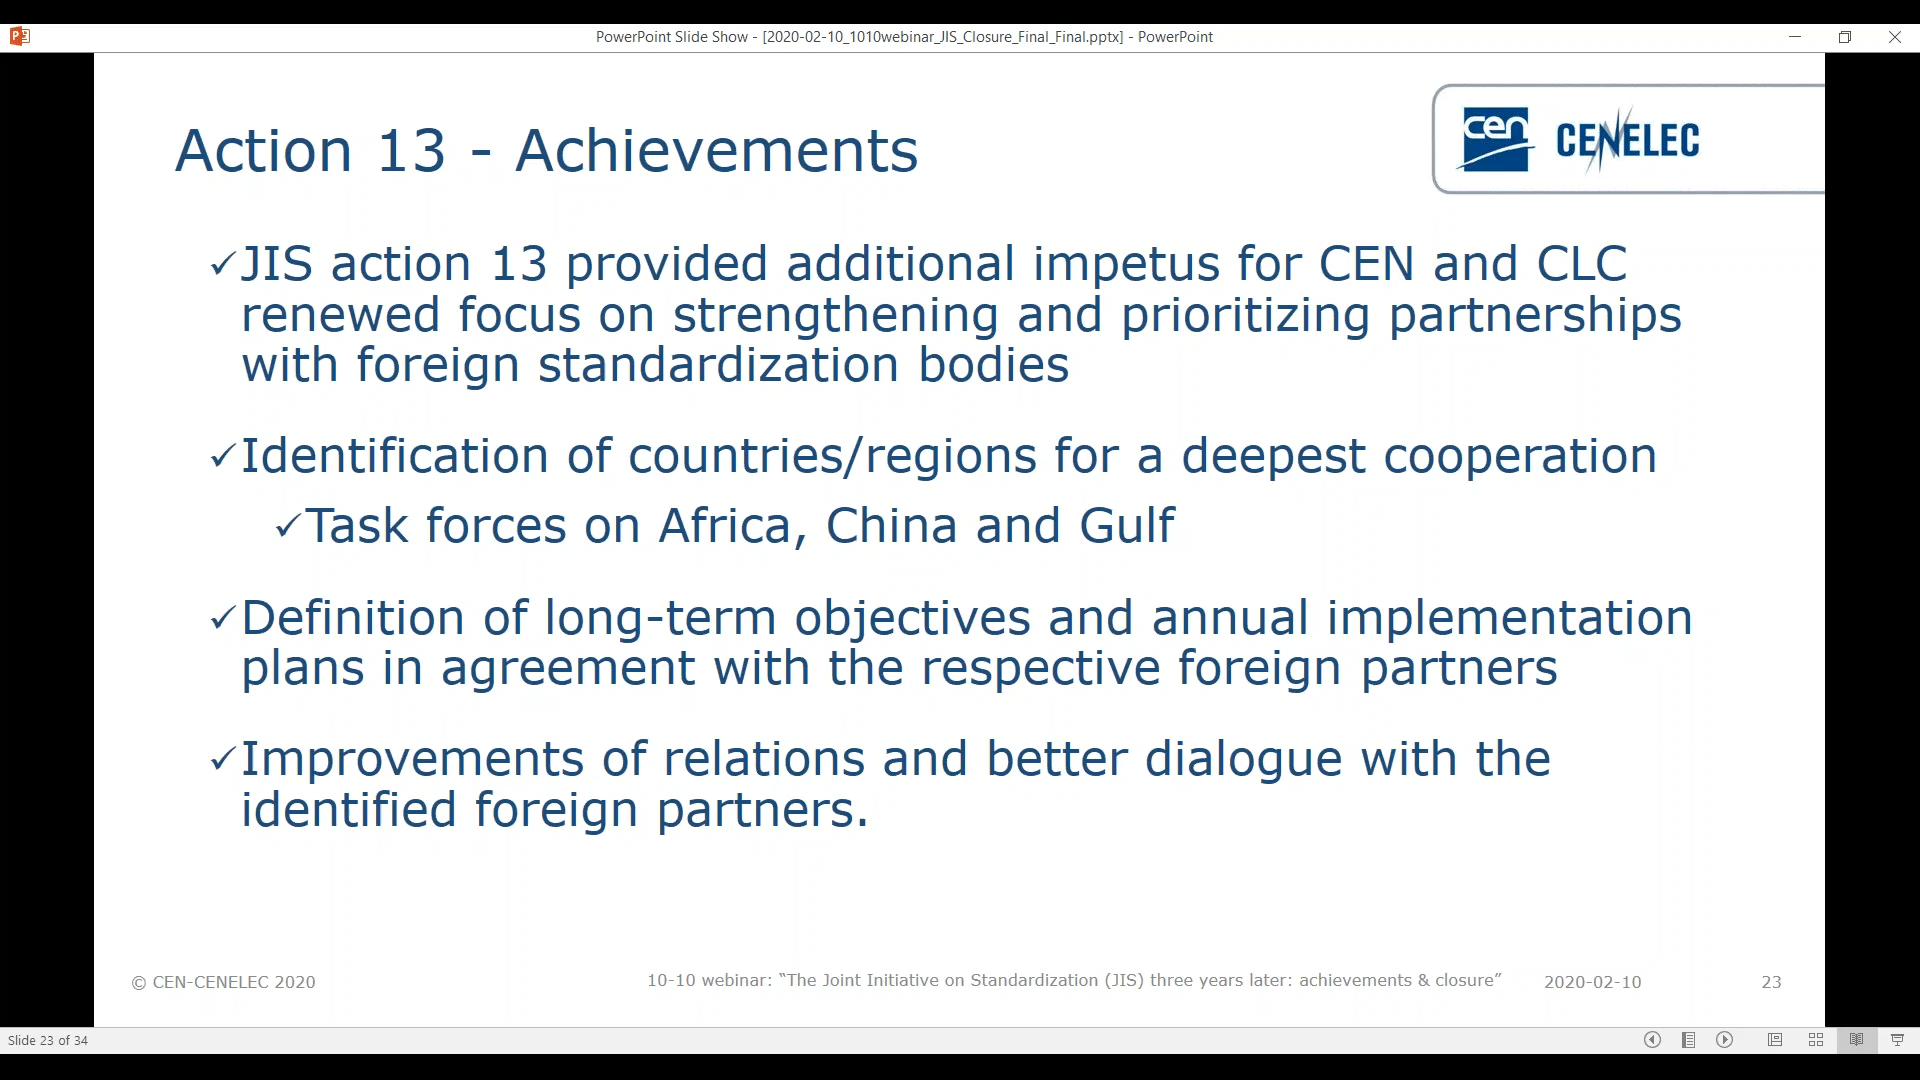 PowerPoint Slide Show - [2020-02-10_1010webinar_JIS_Closure_Final_Final.pptx] - PowerPoint
Action 13 - Achievements
cen CENELEC
✓JIS action 13 provided additional impetus for CEN and CLC
renewed focus on strengthening and prioritizing partnerships
with foreign standardization bodies
✓Identification of countries/regions for a deepest cooperation
✓Task forces on Africa, China and Gulf
✓Definition of long-term objectives and annual implementation
plans in agreement with the respective foreign partners
✓Improvements of relations and better dialogue with the
identified foreign partners.
© CEN-CENELEC 2020 10-10 webinar: “The Joint Initiative on Standardization (JIS) three years later: achievements & closure” 2020-02-10 23
Slide 23 of 34